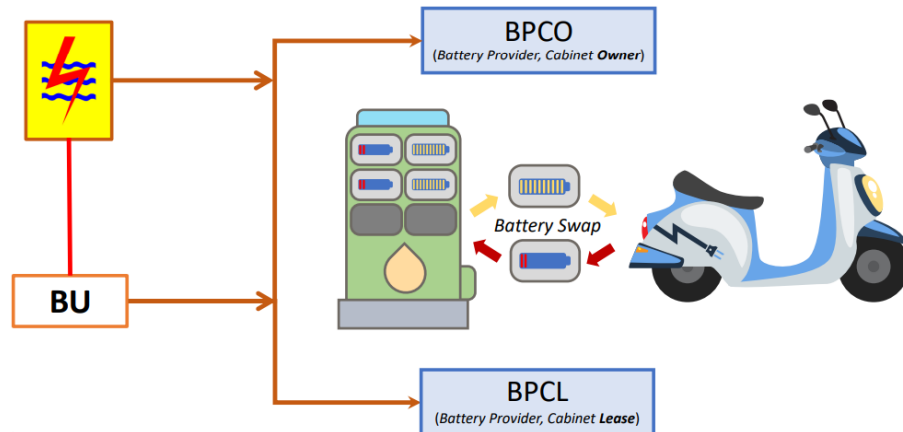 BPCO
(Battery Provider, Cabinet Owner)
Battery Swap
BU
BPCL
(Battery Provider, Cabinet Lease)